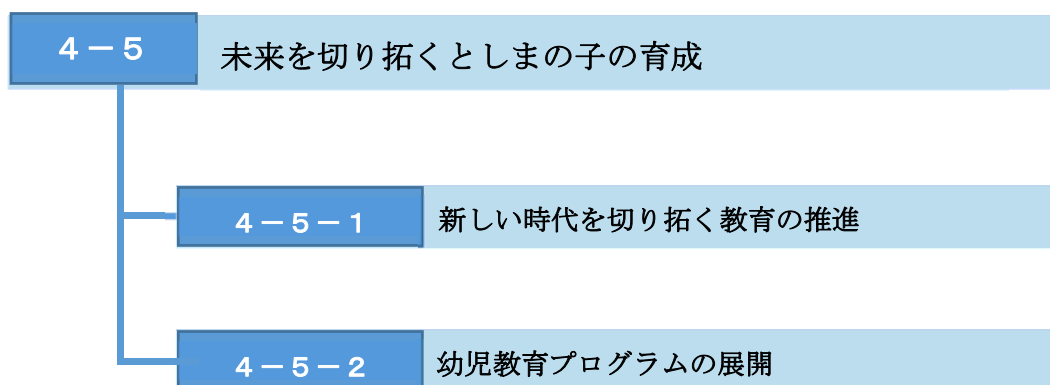 ４－５ 未来を切り拓くとしまの子の育成
４－５－１ 新しい時代を切り拓く教育の推進
４－５－２ 幼児教育プログラムの展開